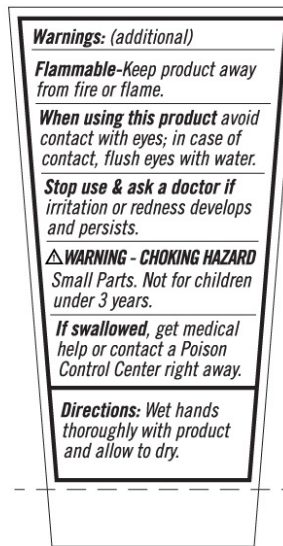 Warnings: (additional)
Flammable-Keep product away
from fire or flame.
When using this product avoid
contact with eyes; in case of
contact, flush eyes with water.
Stop use & ask a doctor if
irritation or redness develops
and persists.
⚠WARNING - CHOKING HAZARD
Small Parts. Not for children
under 3 years.
If swallowed, get medical
help or contact a Poison
Control Center right away.
Directions: Wet hands
thoroughly with product
and allow to dry.